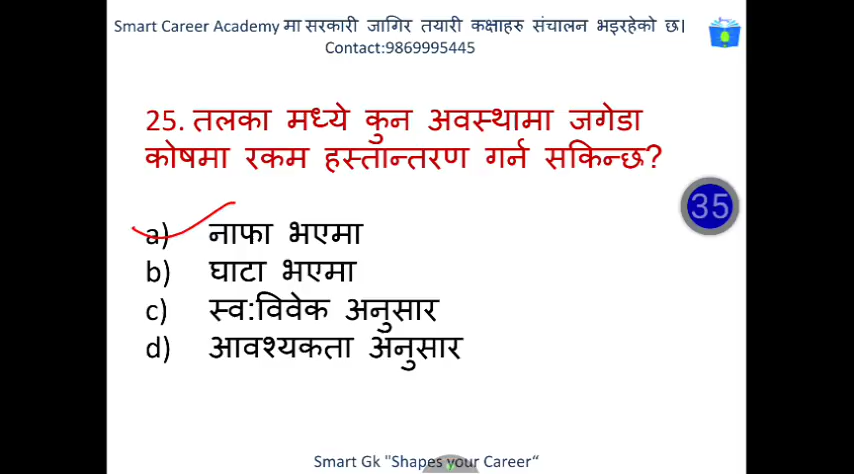 Smart Career Academy मा सरकारी जागिर तयारी कक्षाहरु संचालन भइरहेको छ।
Contact:9869995445
25. तलका मध्ये कुन अवस्थामा जगेडा
कोषमा रकम हस्तान्तरण गर्न सकिन्छ?
35
a) नाफा भएमा
b) घाटा भएमा
c) स्व:विवेक अनुसार
d) आवश्यकता अनुसार
Smart Gk "Shapes your Career“